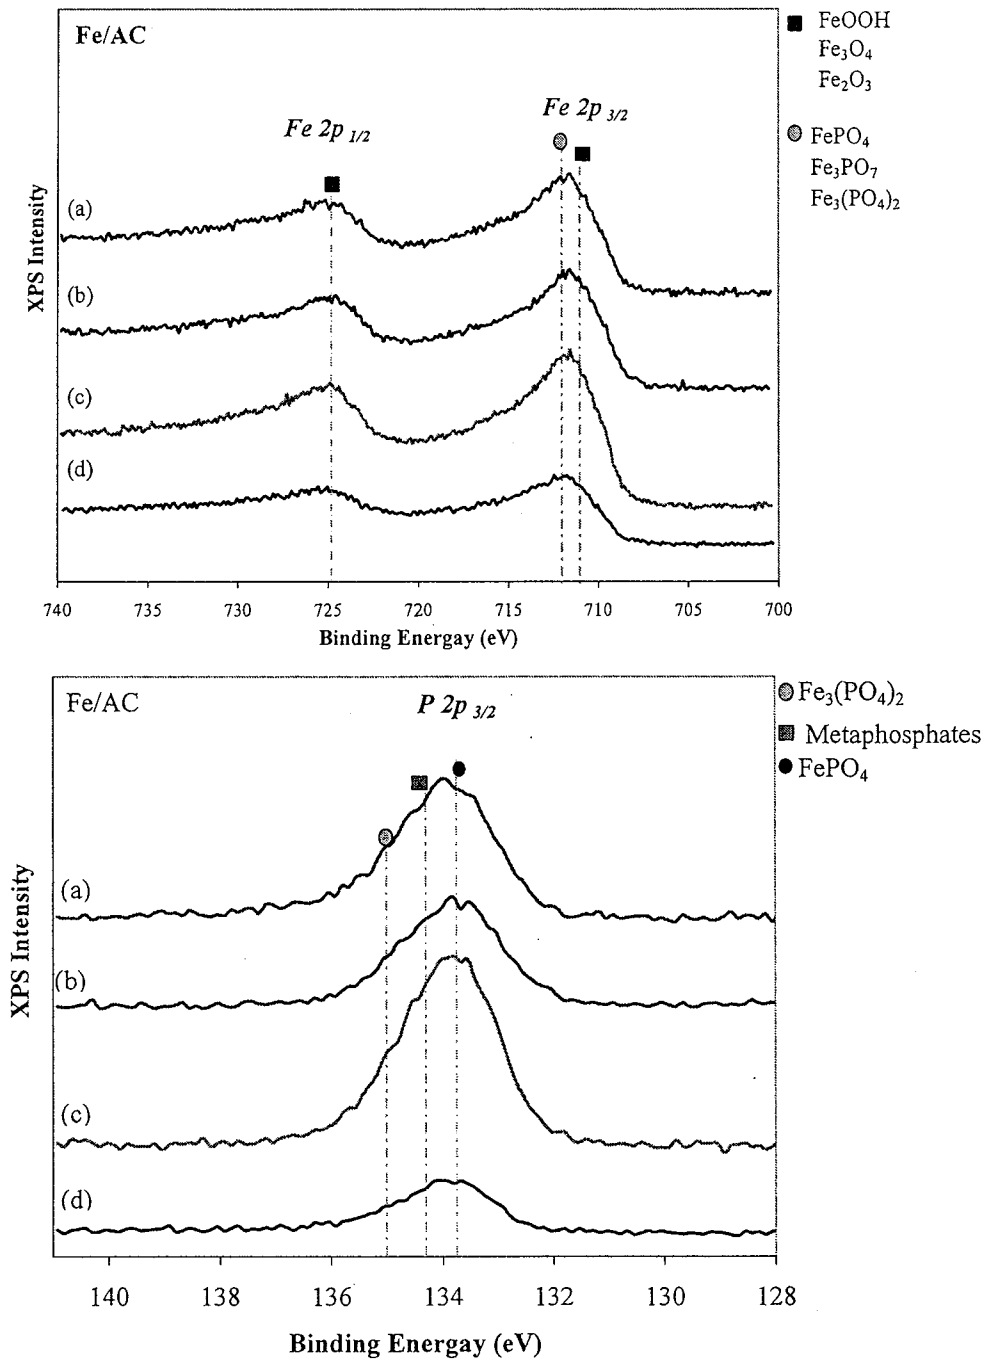 Fe/AC
FeOOH
Fe₃O₄
Fe₂O₃
Fe 2p 3/2
Fe 2p 1/2
FePO₄
Fe₃PO₇
Fe₃(PO₄)₂
(a)
(b)
(c)
(d)
XPS Intensity
740 735 730 725 720 715 710 705 700
Binding Energay (eV)
Fe/AC
P 2p 3/2
Fe₃(PO₄)₂
Metaphosphates
FePO₄
(a)
(b)
(c)
(d)
XPS Intensity
140 138 136 134 132 130 128
Binding Energay (eV)